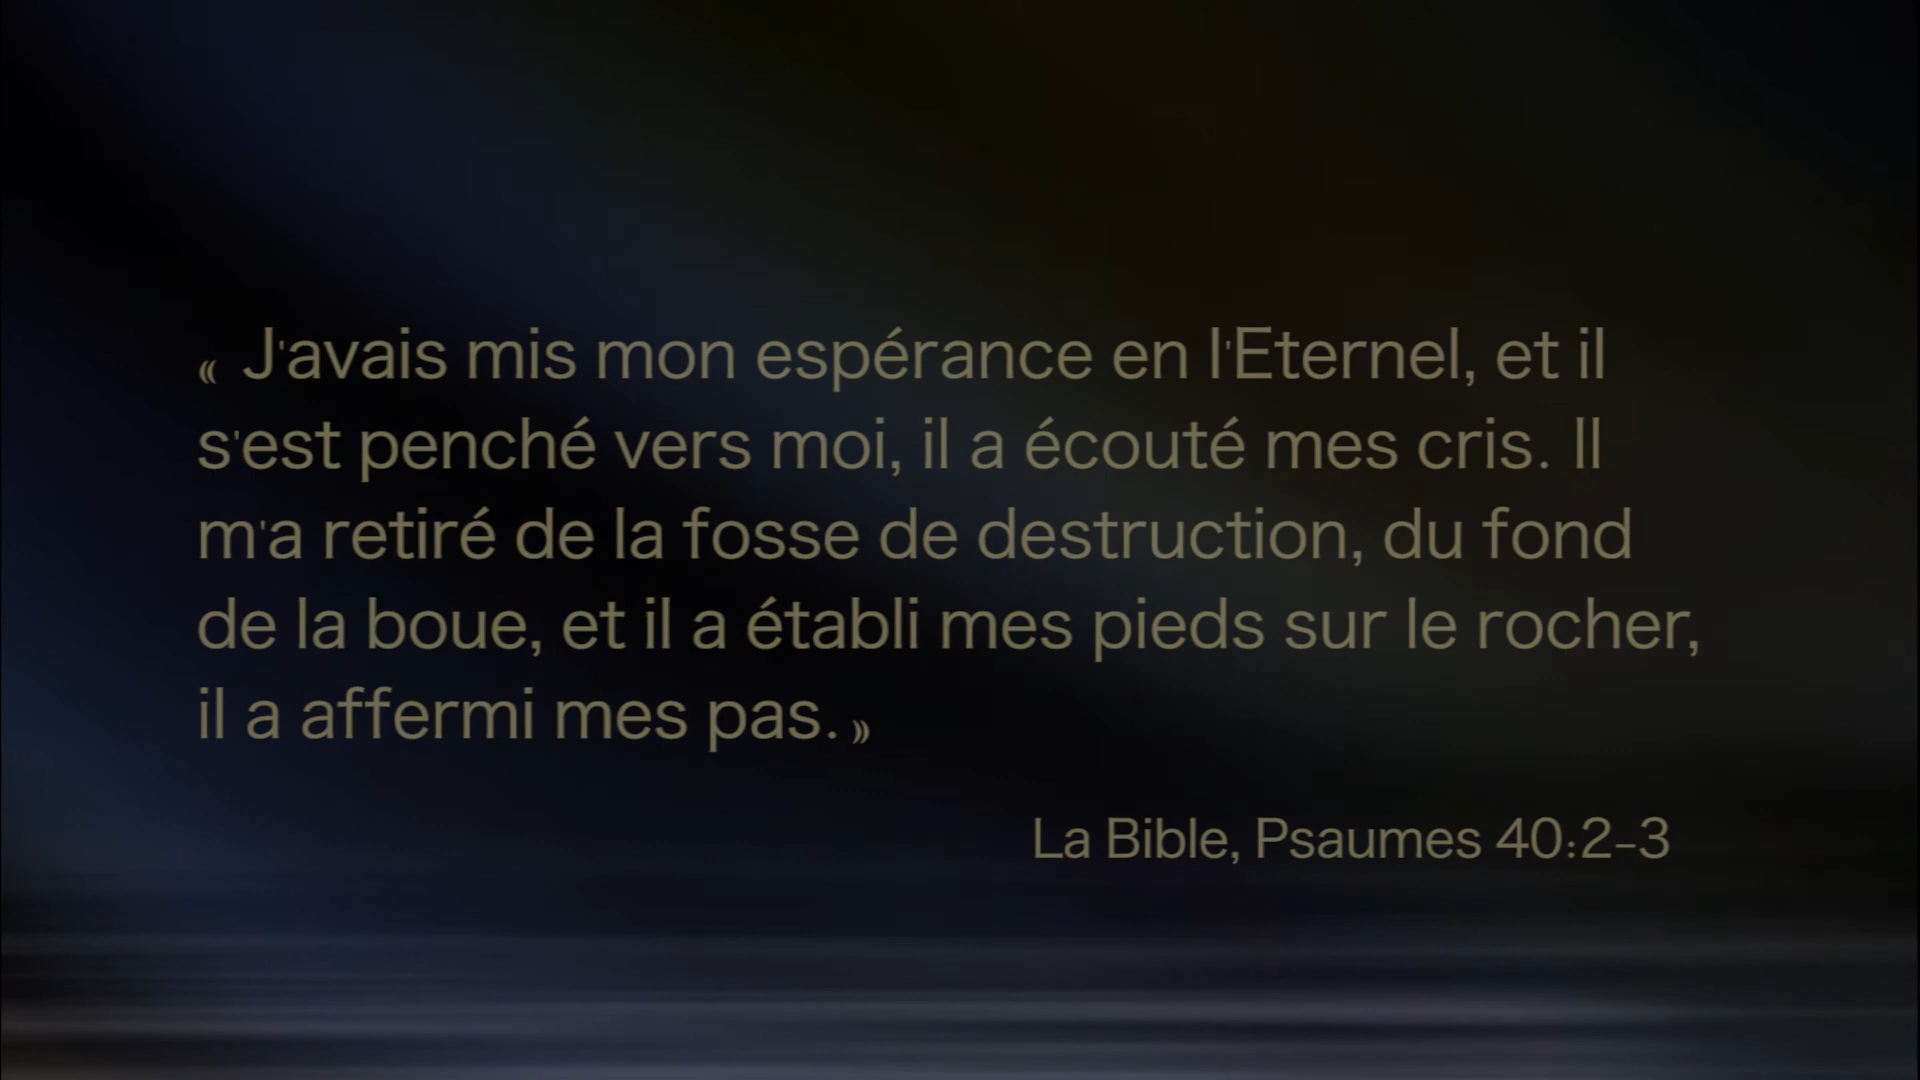 « J'avais mis mon espérance en l'Eternel, et il
s'est penché vers moi, il a écouté mes cris. Il
m'a retiré de la fosse de destruction, du fond
de la boue, et il a établi mes pieds sur le rocher,
il a affermi mes pas. »
La Bible, Psaumes 40:2-3